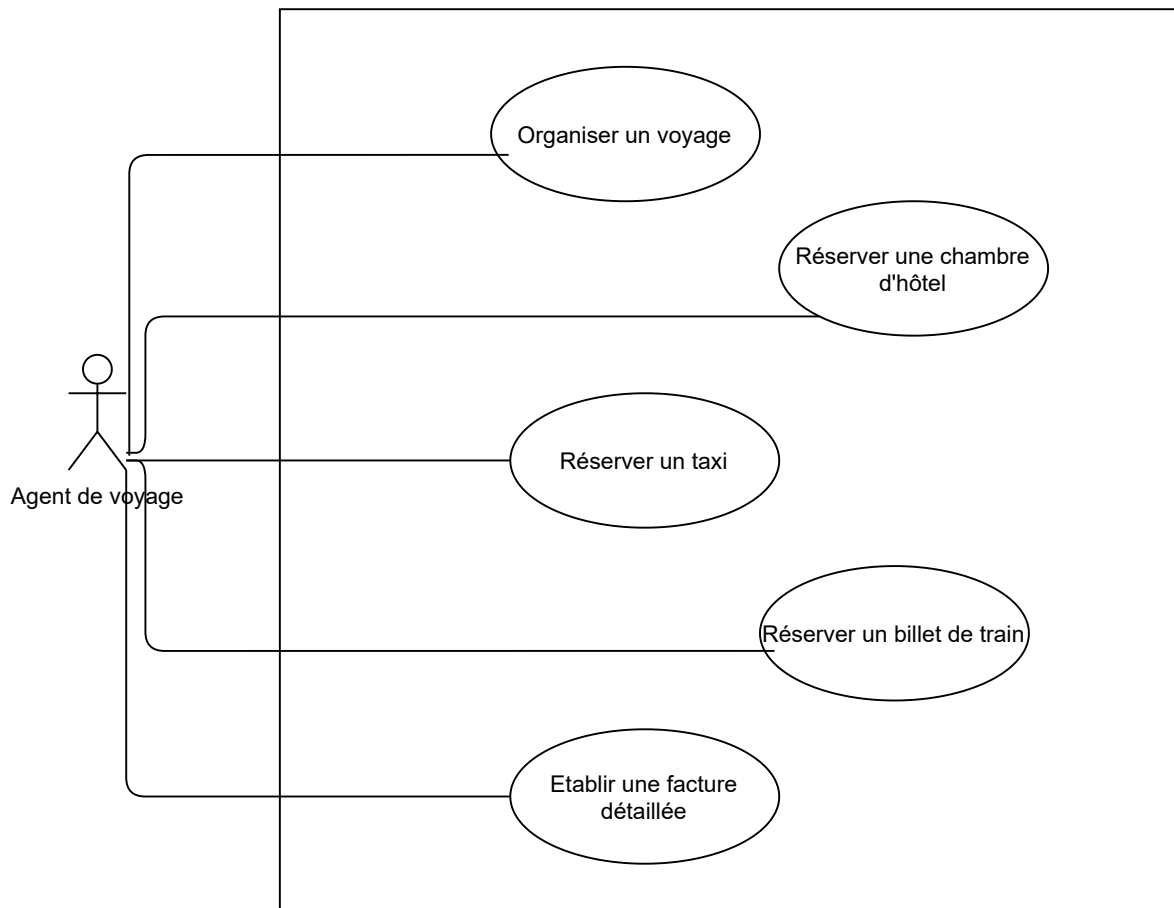 Organiser un voyage
Réserver une chambre
d'hôtel
Réserver un taxi
Agent de voyage
Réserver un billet de train
Etablir une facture
détaillée